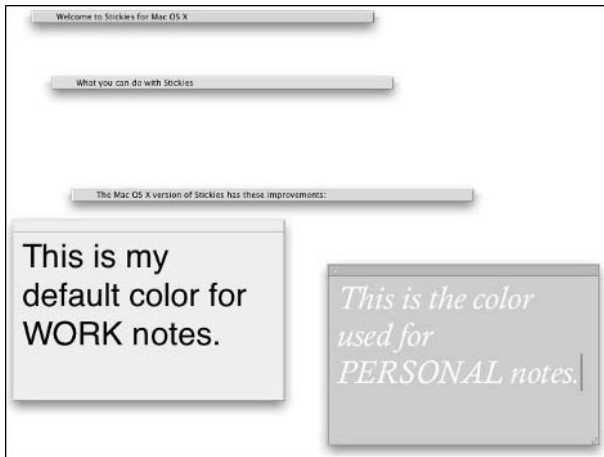 Welcome to Stickies for Mac OS X
What you can do with Stickies
The Mac OS X version of Stickies has these improvements:
This is my
default color for
WORK notes.
This is the color
used for
PERSONAL notes.